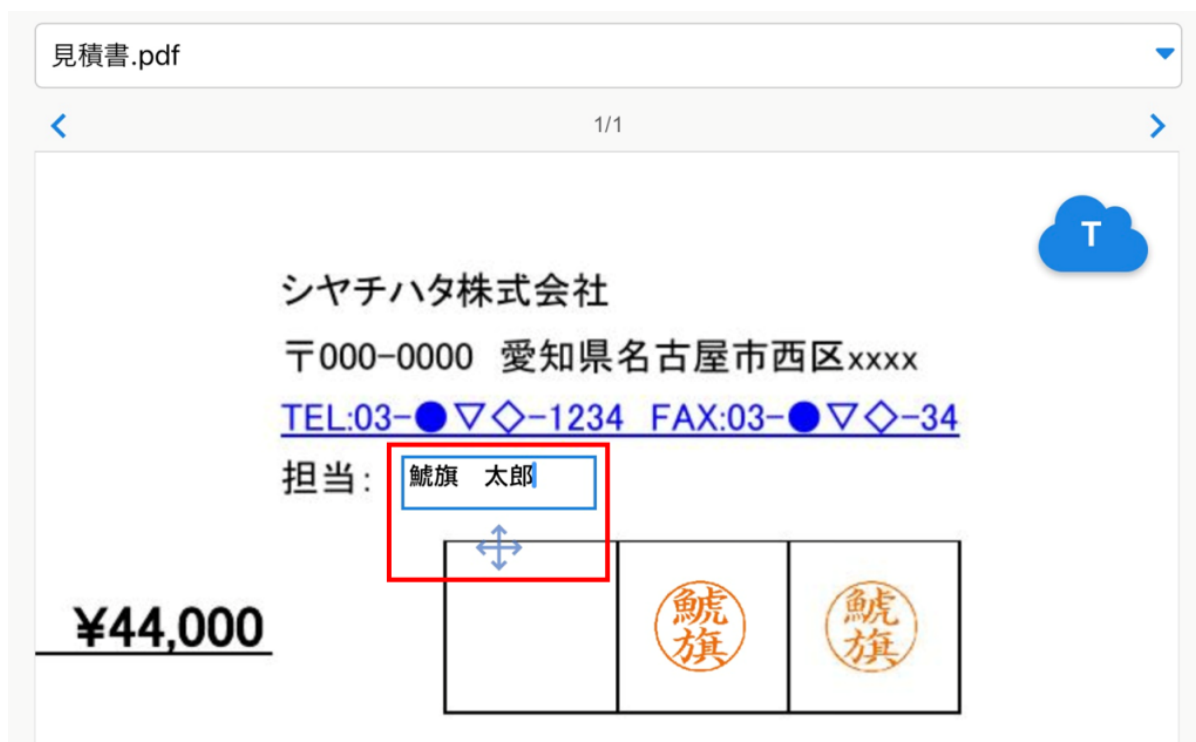 見積書.pdf
1/1
T
シヤチハタ株式会社
〒000-0000 愛知県名古屋市西区xxxx
TEL:03-●▽◇-1234 FAX:03-●▽◇-34
担当: 鯱旗　太郎
¥44,000
鯱旗 鯱旗